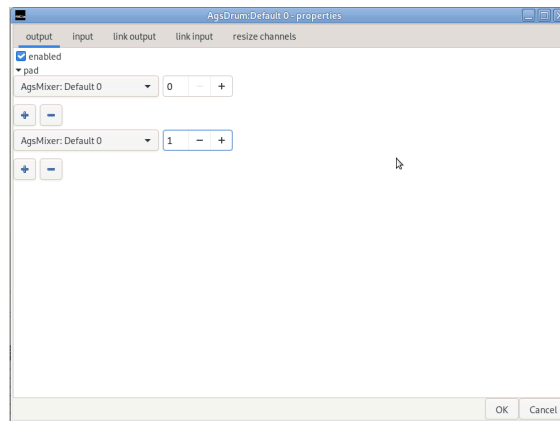 AgsDrum:Default 0 - properties
output input link output link input resize channels
enabled
pad
AgsMixer: Default 0 0 − +
+ −
AgsMixer: Default 0 1 − +
+ −
OK Cancel